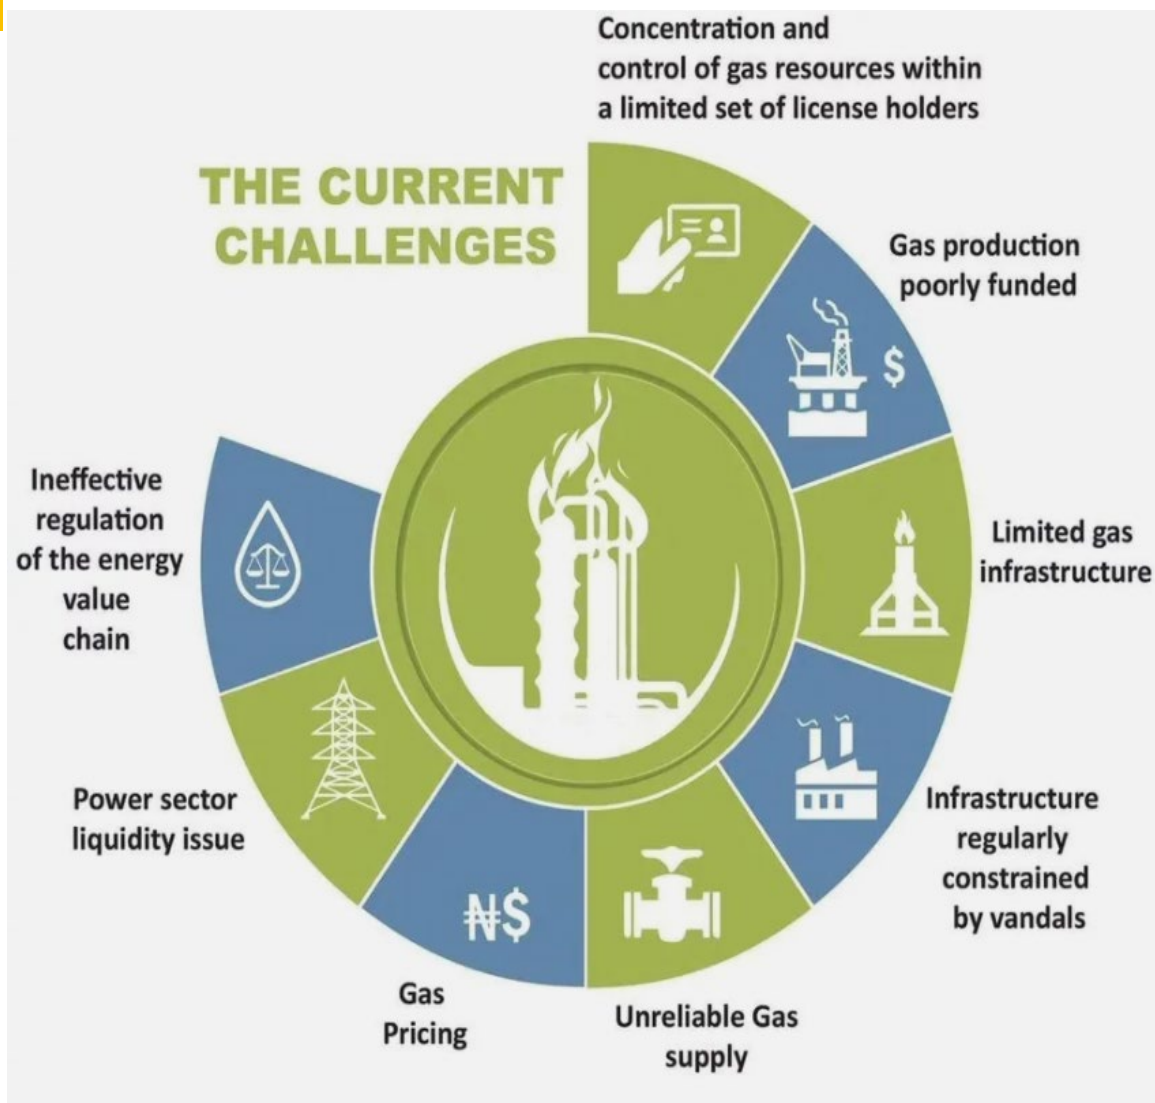 Concentration and
control of gas resources within
a limited set of license holders
THE CURRENT
CHALLENGES
$
Gas production
poorly funded
Limited gas
infrastructure
Infrastructure
regularly
constrained
by vandals
Unreliable Gas
supply
₦$
Gas
Pricing
Power sector
liquidity issue
Ineffective
regulation
of the energy
value
chain